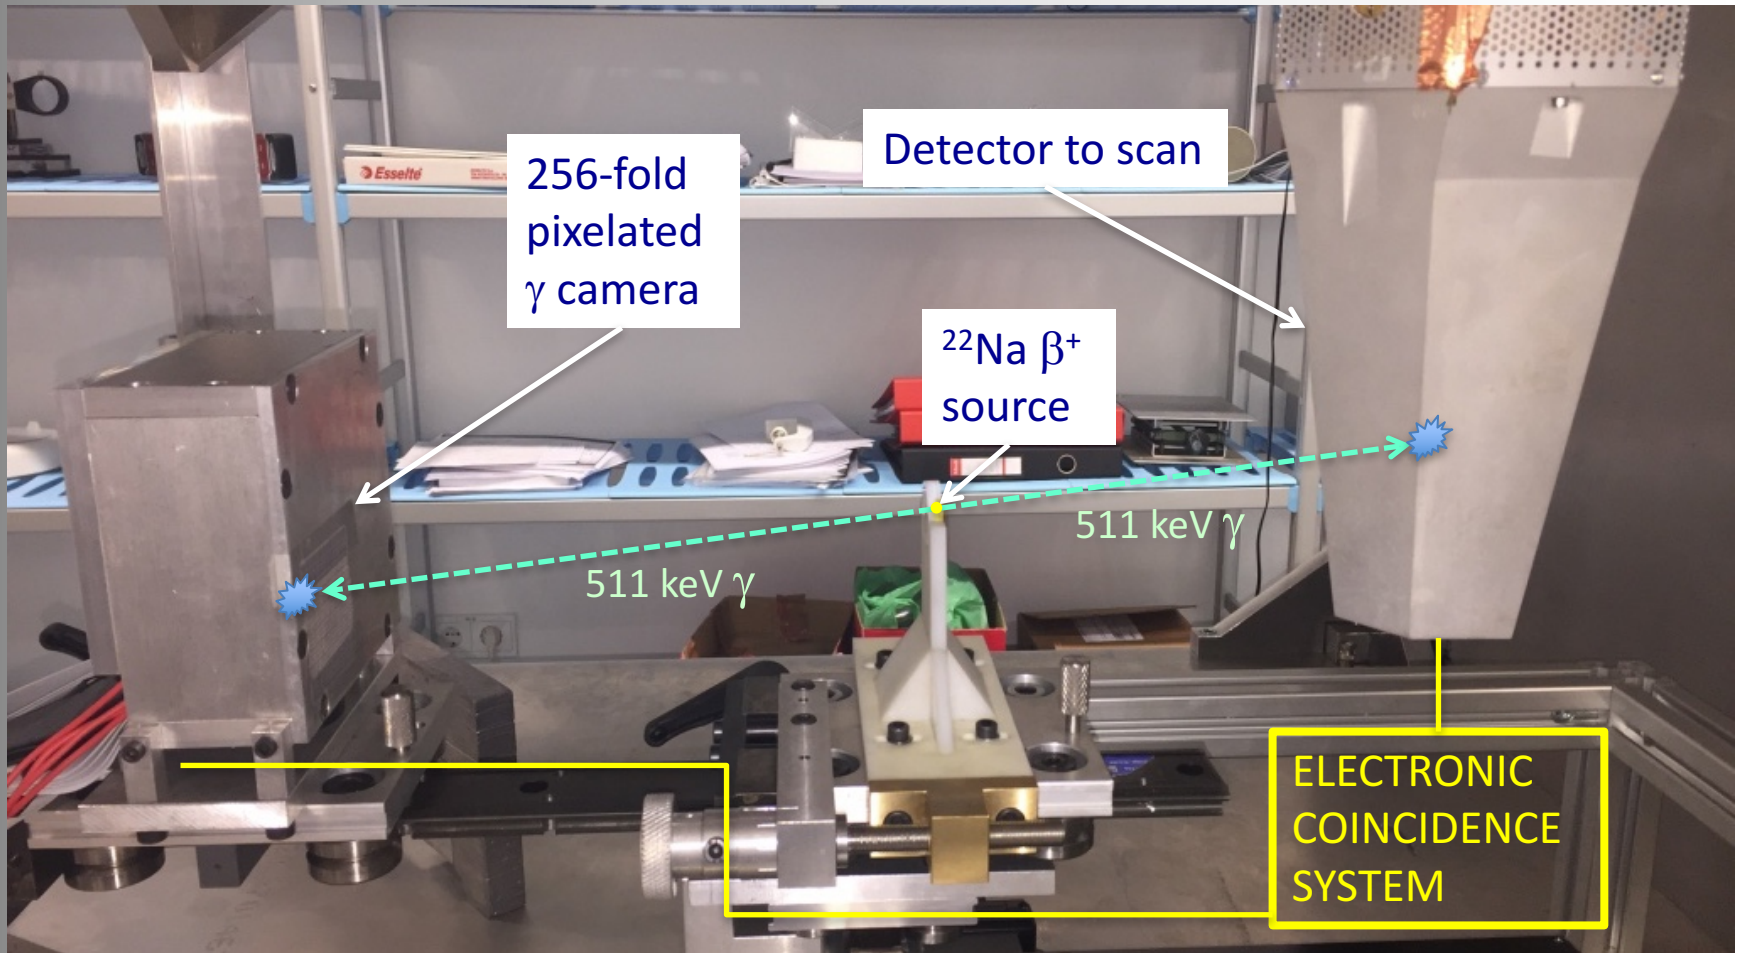 Esselte
256-fold
pixelated
γ camera
Detector to scan
²²Na β⁺
source
511 keV γ
511 keV γ
ELECTRONIC
COINCIDENCE
SYSTEM